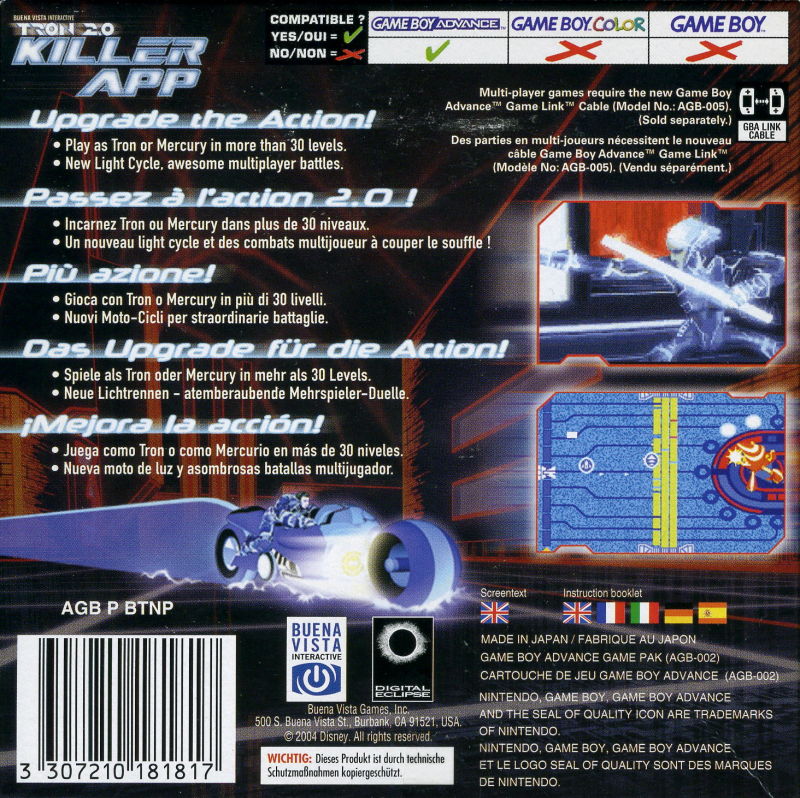 BUENA VISTA INTERACTIVE
TRON 2.0
KILLER
APP
COMPATIBLE ?
YES/OUI =
NO/NON =
GAME BOY ADVANCE™
GAME BOY COLOR
GAME BOY™
Multi-player games require the new Game Boy
Advance™ Game Link™ Cable (Model No.: AGB-005).
(Sold separately.)
Des parties en multi-joueurs nécessitent le nouveau
câble Game Boy Advance™ Game Link™
(Modèle No: AGB-005). (Vendu séparément.)
GBA LINK
CABLE
Upgrade the Action!
• Play as Tron or Mercury in more than 30 levels.
• New Light Cycle, awesome multiplayer battles.
Passez à l'action 2.0 !
• Incarnez Tron ou Mercury dans plus de 30 niveaux.
• Un nouveau light cycle et des combats multijoueur à couper le souffle !
Più azione!
• Gioca con Tron o Mercury in più di 30 livelli.
• Nuovi Moto-Cicli per straordinarie battaglie.
Das Upgrade für die Action!
• Spiele als Tron oder Mercury in mehr als 30 Levels.
• Neue Lichtrennen - atemberaubende Mehrspieler-Duelle.
¡Mejora la acción!
• Juega como Tron o como Mercurio en más de 30 niveles.
• Nueva moto de luz y asombrosas batallas multijugador.
AGB P BTNP
3 307210 181817
BUENA
VISTA
INTERACTIVE
DIGITAL
ECLIPSE
Buena Vista Games, Inc.
500 S. Buena Vista St., Burbank, CA 91521, USA.
© 2004 Disney. All rights reserved.
WICHTIG: Dieses Produkt ist durch technische
Schutzmaßnahmen kopiergeschützt.
Screentext
Instruction booklet
MADE IN JAPAN / FABRIQUE AU JAPON
GAME BOY ADVANCE GAME PAK (AGB-002)
CARTOUCHE DE JEU GAME BOY ADVANCE (AGB-002)
NINTENDO, GAME BOY, GAME BOY ADVANCE
AND THE SEAL OF QUALITY ICON ARE TRADEMARKS
OF NINTENDO.
NINTENDO, GAME BOY, GAME BOY ADVANCE
ET LE LOGO SEAL OF QUALITY SONT DES MARQUES
DE NINTENDO.